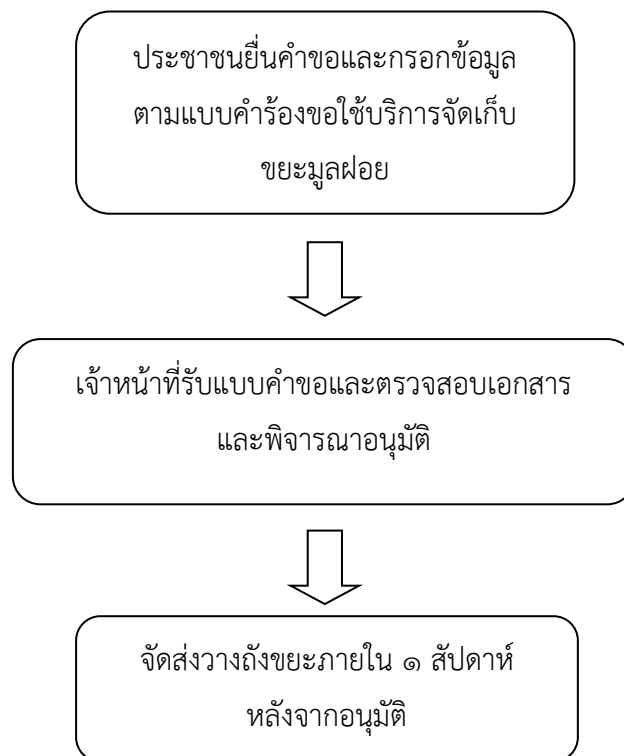 ประชาชนยื่นคำขอและกรอกข้อมูล
ตามแบบคำร้องขอใช้บริการจัดเก็บ
ขยะมูลฝอย
เจ้าหน้าที่รับแบบคำขอและตรวจสอบเอกสาร
และพิจารณาอนุมัติ
จัดส่งวางถังขยะภายใน ๑ สัปดาห์
หลังจากอนุมัติ